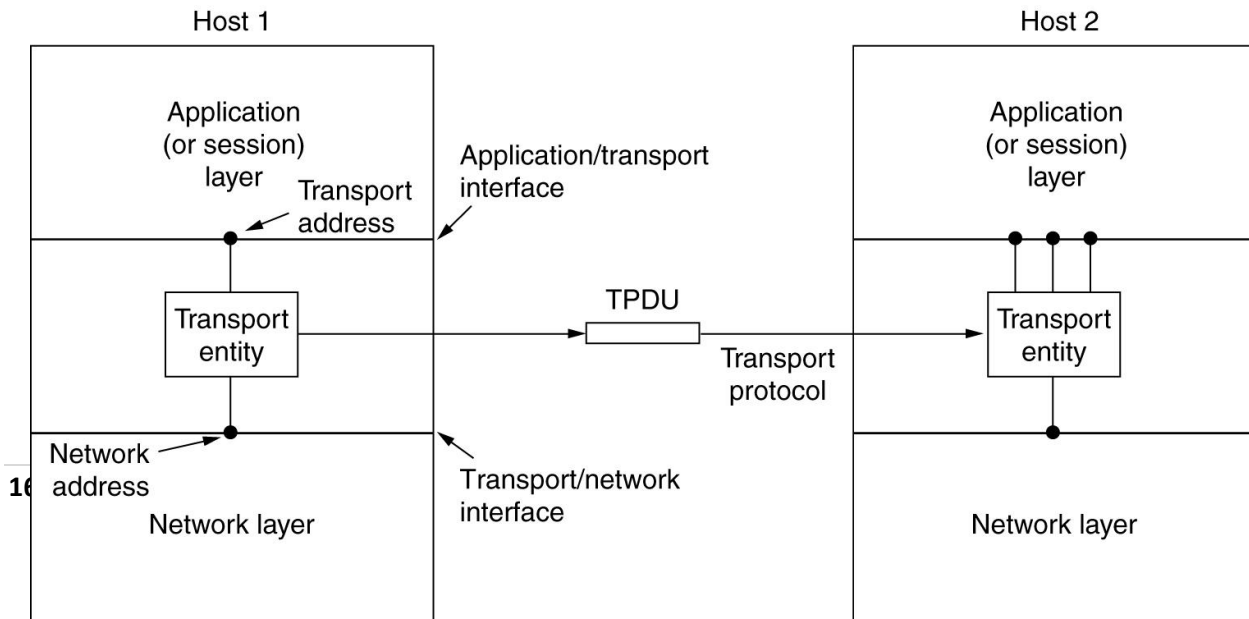 Host 1
Host 2
Application
(or session)
layer
Transport
address
Application/transport
interface
Application
(or session)
layer
Transport
entity
TPDU
Transport
protocol
Transport
entity
Network
address
16
Transport/network
interface
Network layer
Network layer